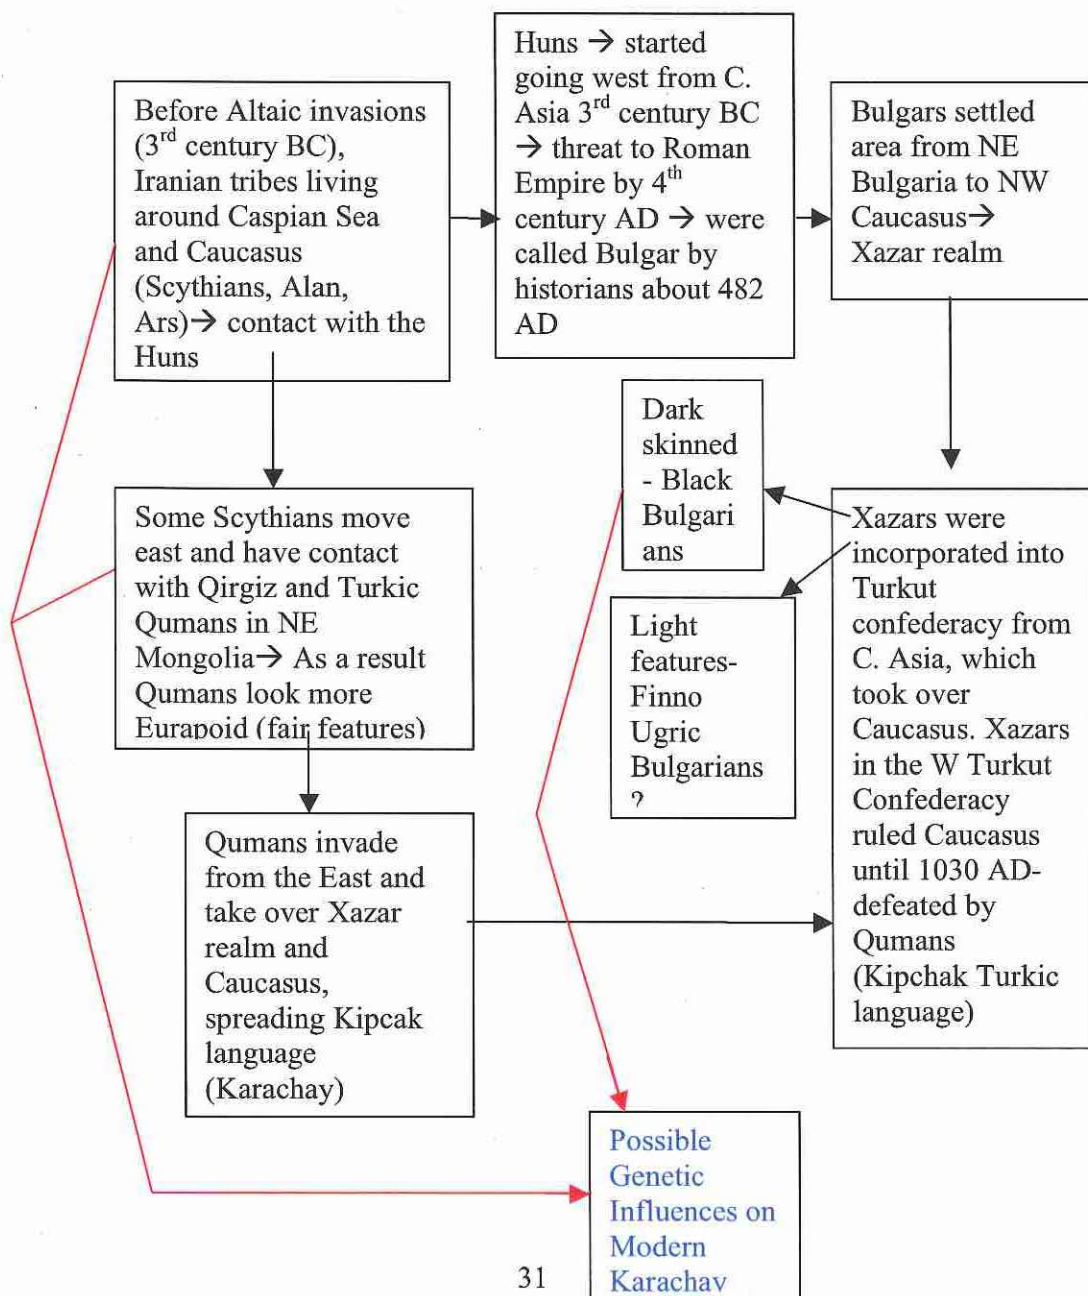 Before Altaic invasions
(3rd century BC),
Iranian tribes living
around Caspian Sea
and Caucasus
(Scythians, Alan,
Ars)→ contact with the
Huns
Huns → started
going west from C.
Asia 3rd century BC
→ threat to Roman
Empire by 4th
century AD → were
called Bulgar by
historians about 482
AD
Bulgars settled
area from NE
Bulgaria to NW
Caucasus→
Xazar realm
Dark
skinned
- Black
Bulgari
ans
Some Scythians move
east and have contact
with Qirgiz and Turkic
Qumans in NE
Mongolia→ As a result
Qumans look more
Eurapoid (fair features)
Light
features-
Finno
Ugric
Bulgarians
?
Xazars were
incorporated into
Turkut
confederacy from
C. Asia, which
took over
Caucasus. Xazars
in the W Turkut
Confederacy
ruled Caucasus
until 1030 AD-
defeated by
Qumans
(Kipchak Turkic
language)
Qumans invade
from the East and
take over Xazar
realm and
Caucasus,
spreading Kipcak
language
(Karachay)
Possible
Genetic
Influences on
Modern
Karachay
31